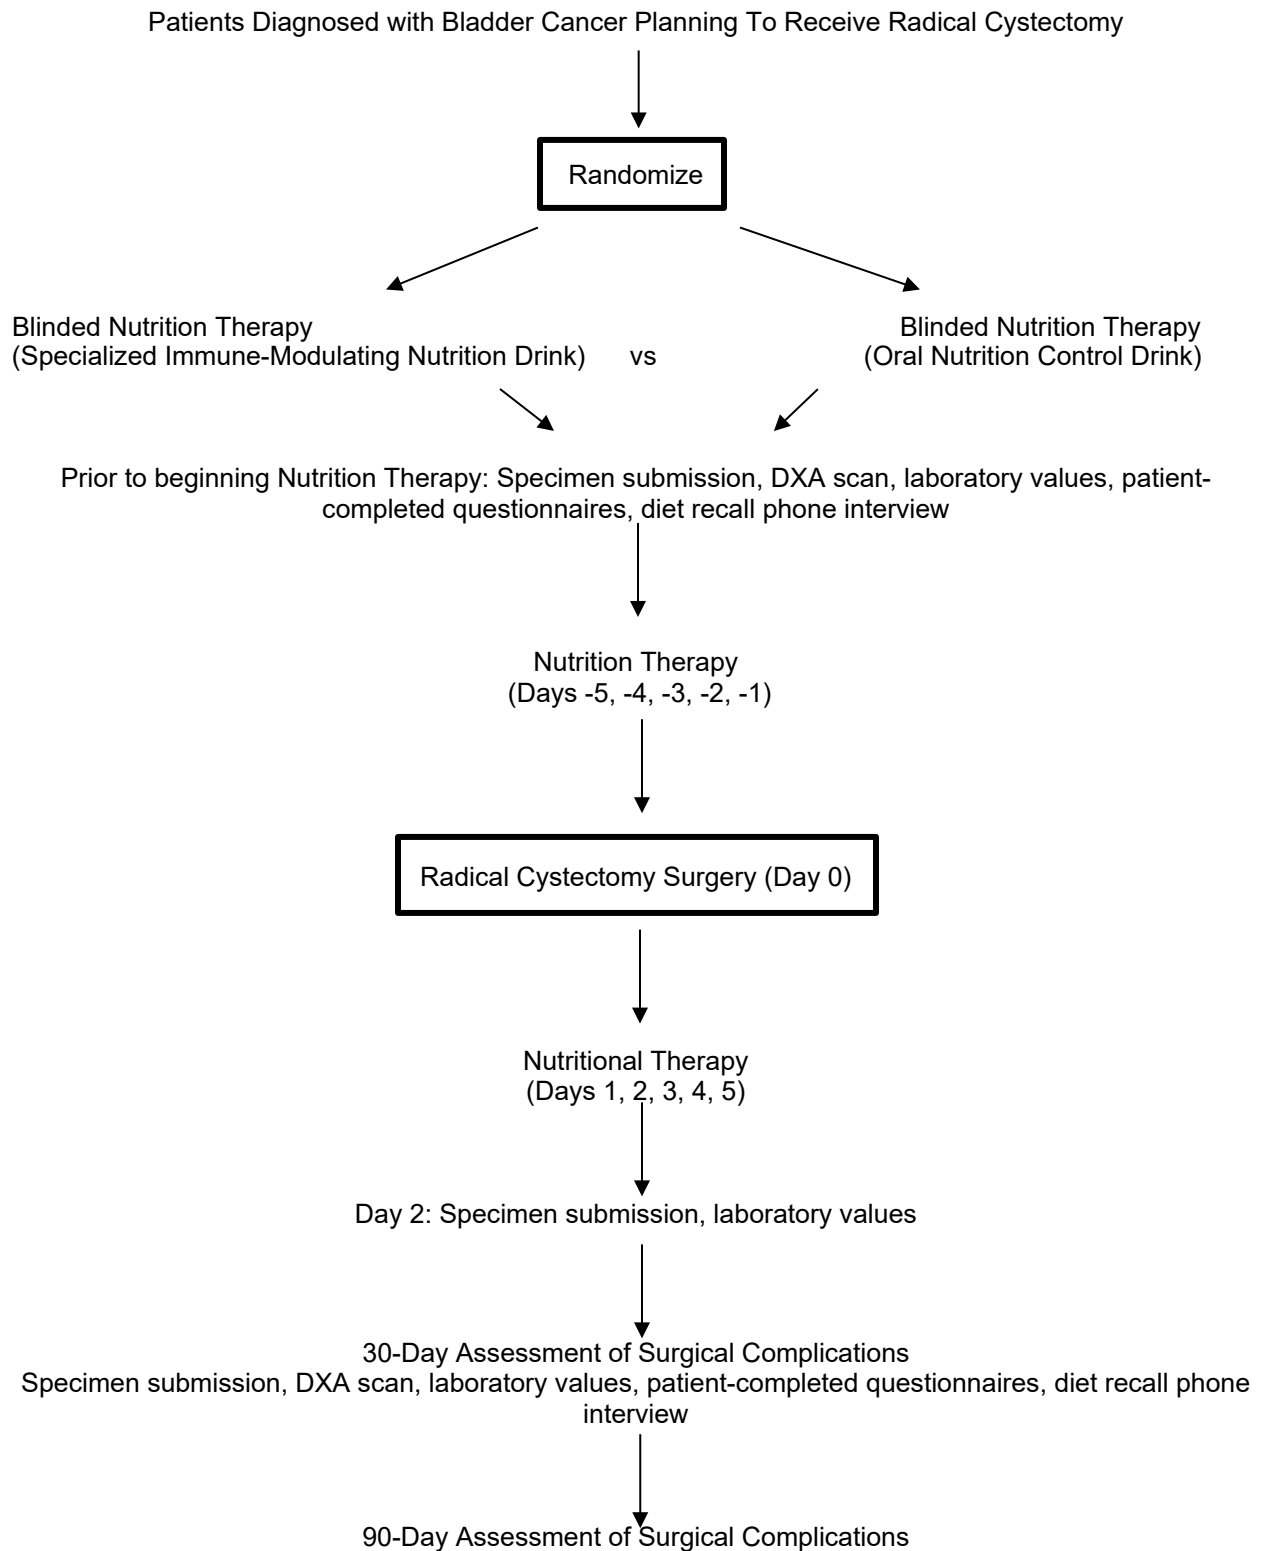 Patients Diagnosed with Bladder Cancer Planning To Receive Radical Cystectomy
Randomize
Blinded Nutrition Therapy
(Specialized Immune-Modulating Nutrition Drink)
vs
Blinded Nutrition Therapy
(Oral Nutrition Control Drink)
Prior to beginning Nutrition Therapy: Specimen submission, DXA scan, laboratory values, patient-
completed questionnaires, diet recall phone interview
Nutrition Therapy
(Days -5, -4, -3, -2, -1)
Radical Cystectomy Surgery (Day 0)
Nutritional Therapy
(Days 1, 2, 3, 4, 5)
Day 2: Specimen submission, laboratory values
30-Day Assessment of Surgical Complications
Specimen submission, DXA scan, laboratory values, patient-completed questionnaires, diet recall phone
interview
90-Day Assessment of Surgical Complications